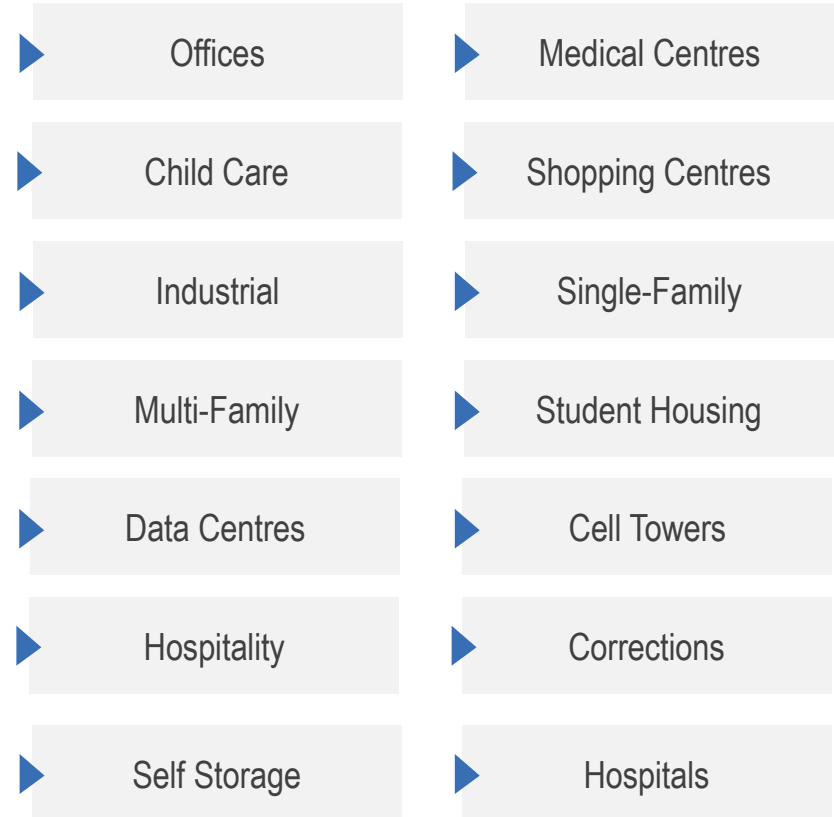 Offices
Medical Centres
Child Care
Shopping Centres
Industrial
Single-Family
Multi-Family
Student Housing
Data Centres
Cell Towers
Hospitality
Corrections
Self Storage
Hospitals